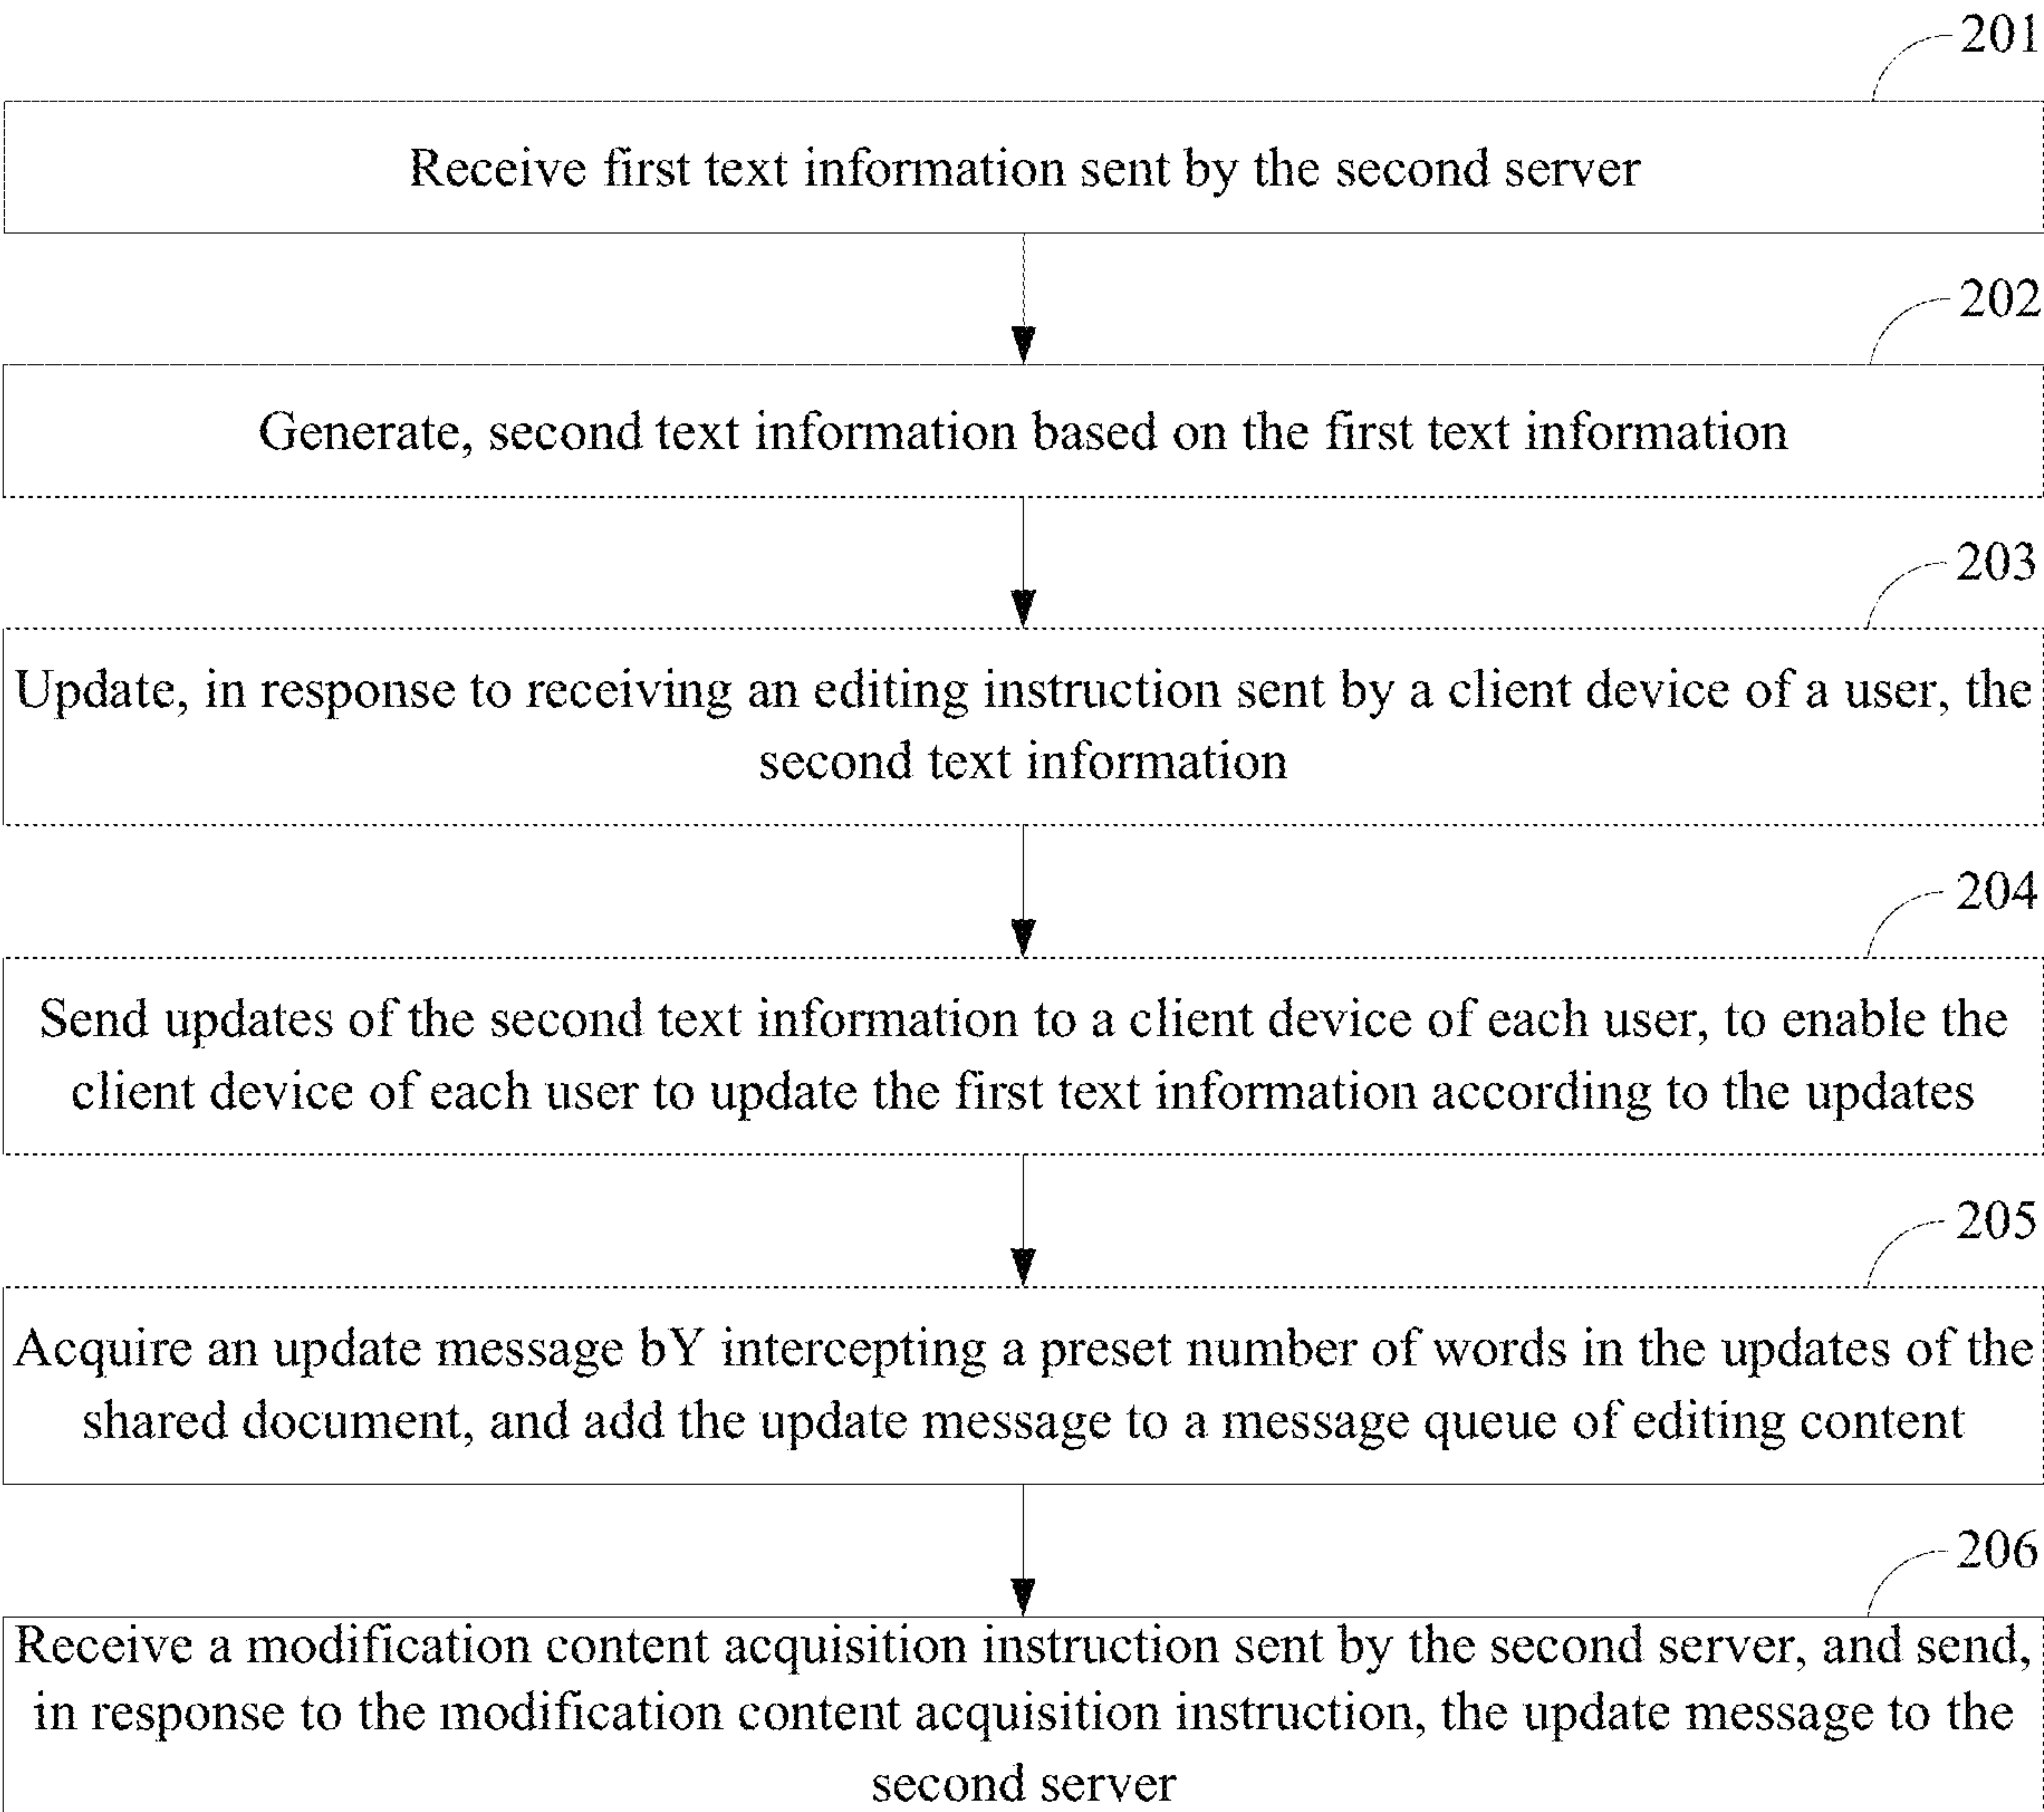 201
Receive first text information sent by the second server
202
Generate, second text information based on the first text information
203
Update, in response to receiving an editing instruction sent by a client device of a user, the
second text information
204
Send updates of the second text information to a client device of each user, to enable the
client device of each user to update the first text information according to the updates
205
Acquire an update message bY intercepting a preset number of words in the updates of the
shared document, and add the update message to a message queue of editing content
206
Receive a modification content acquisition instruction sent by the second server, and send,
in response to the modification content acquisition instruction, the update message to the
second server